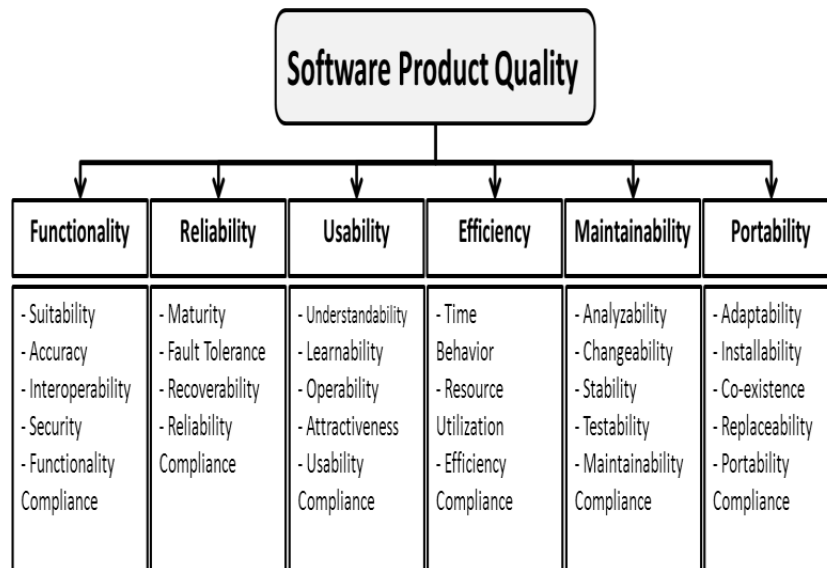 Software Product Quality
Functionality
- Suitability
- Accuracy
- Interoperability
- Security
- Functionality
Compliance
Reliability
- Maturity
- Fault Tolerance
- Recoverability
- Reliability
Compliance
Usability
- Understandability
- Learnability
- Operability
- Attractiveness
- Usability
Compliance
Efficiency
- Time
Behavior
- Resource
Utilization
- Efficiency
Compliance
Maintainability
- Analyzability
- Changeability
- Stability
- Testability
- Maintainability
Compliance
Portability
- Adaptability
- Installability
- Co-existence
- Replaceability
- Portability
Compliance